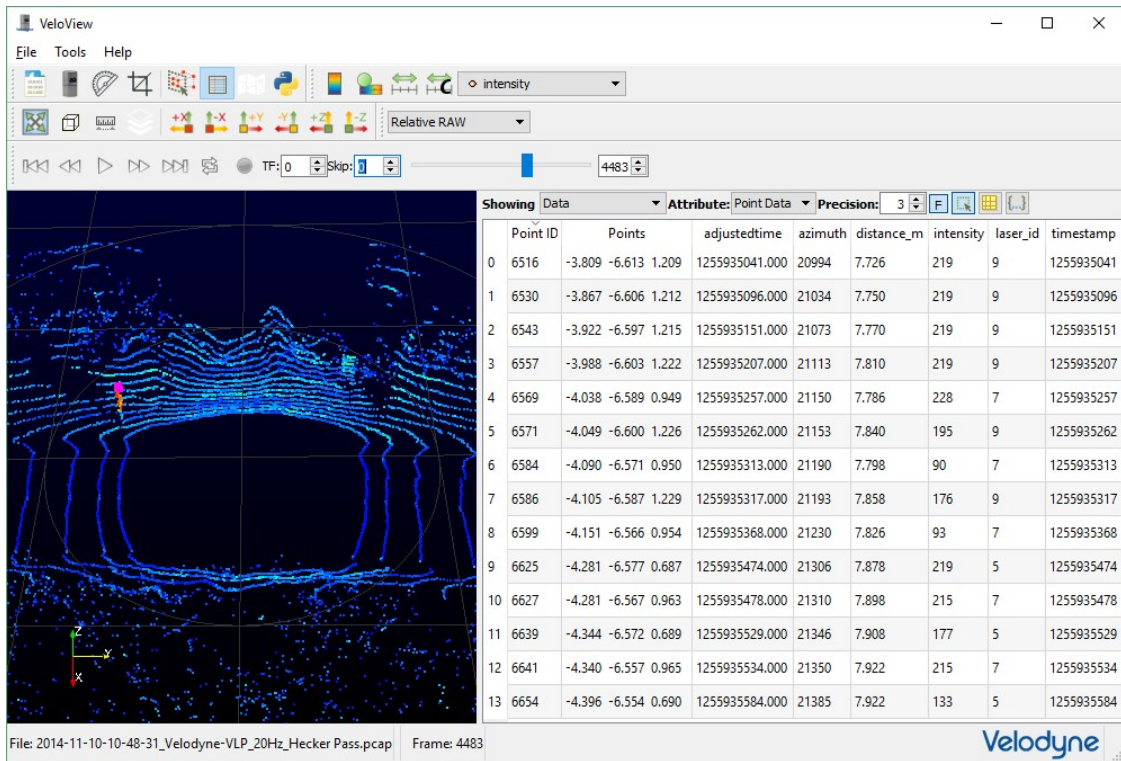 VeloView
File Tools Help
intensity
Relative RAW
TF: 0 Skip: 0 4483
Showing Data Attribute: Point Data Precision: 3 F {...}
Point ID Points adjustedtime azimuth distance_m intensity laser_id timestamp
0 6516 -3.809 -6.613 1.209 1255935041.000 20994 7.726 219 9 1255935041
1 6530 -3.867 -6.606 1.212 1255935096.000 21034 7.750 219 9 1255935096
2 6543 -3.922 -6.597 1.215 1255935151.000 21073 7.770 219 9 1255935151
3 6557 -3.988 -6.603 1.222 1255935207.000 21113 7.810 219 9 1255935207
4 6569 -4.038 -6.589 0.949 1255935257.000 21150 7.786 228 7 1255935257
5 6571 -4.049 -6.600 1.226 1255935262.000 21153 7.840 195 9 1255935262
6 6584 -4.090 -6.571 0.950 1255935313.000 21190 7.798 90 7 1255935313
7 6586 -4.105 -6.587 1.229 1255935317.000 21193 7.858 176 9 1255935317
8 6599 -4.151 -6.566 0.954 1255935368.000 21230 7.826 93 7 1255935368
9 6625 -4.281 -6.577 0.687 1255935474.000 21306 7.878 219 5 1255935474
10 6627 -4.281 -6.567 0.963 1255935478.000 21310 7.898 215 7 1255935478
11 6639 -4.344 -6.572 0.689 1255935529.000 21346 7.908 177 5 1255935529
12 6641 -4.340 -6.557 0.965 1255935534.000 21350 7.922 215 7 1255935534
13 6654 -4.396 -6.554 0.690 1255935584.000 21385 7.922 133 5 1255935584
Z
Y
X
File: 2014-11-10-10-48-31_Velodyne-VLP_20Hz_Hecker Pass.pcap Frame: 4483 Velodyne